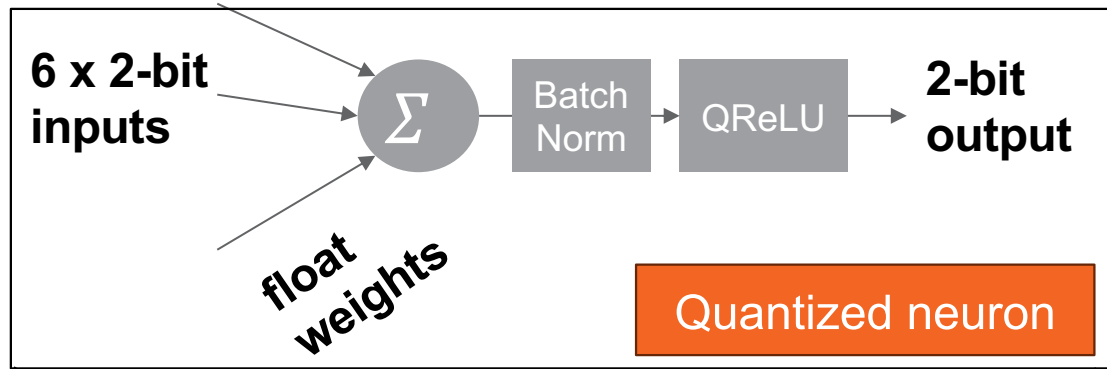 6 x 2-bit
inputs
Σ
Batch
Norm
QReLU
2-bit
output
float
weights
Quantized neuron